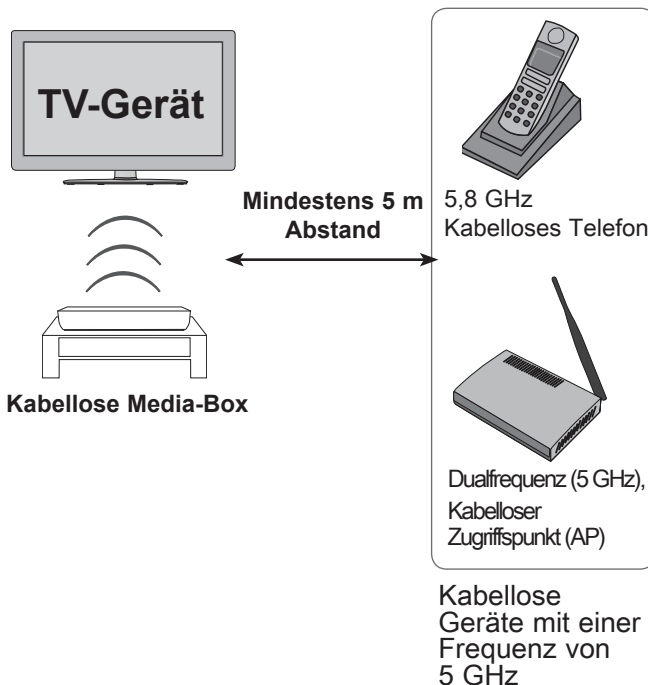 TV-Gerät
Kabellose Media-Box
Mindestens 5 m
Abstand
5,8 GHz
Kabelloses Telefon
Dualfrequenz (5 GHz),
Kabelloser
Zugriffspunkt (AP)
Kabellose
Geräte mit einer
Frequenz von
5 GHz